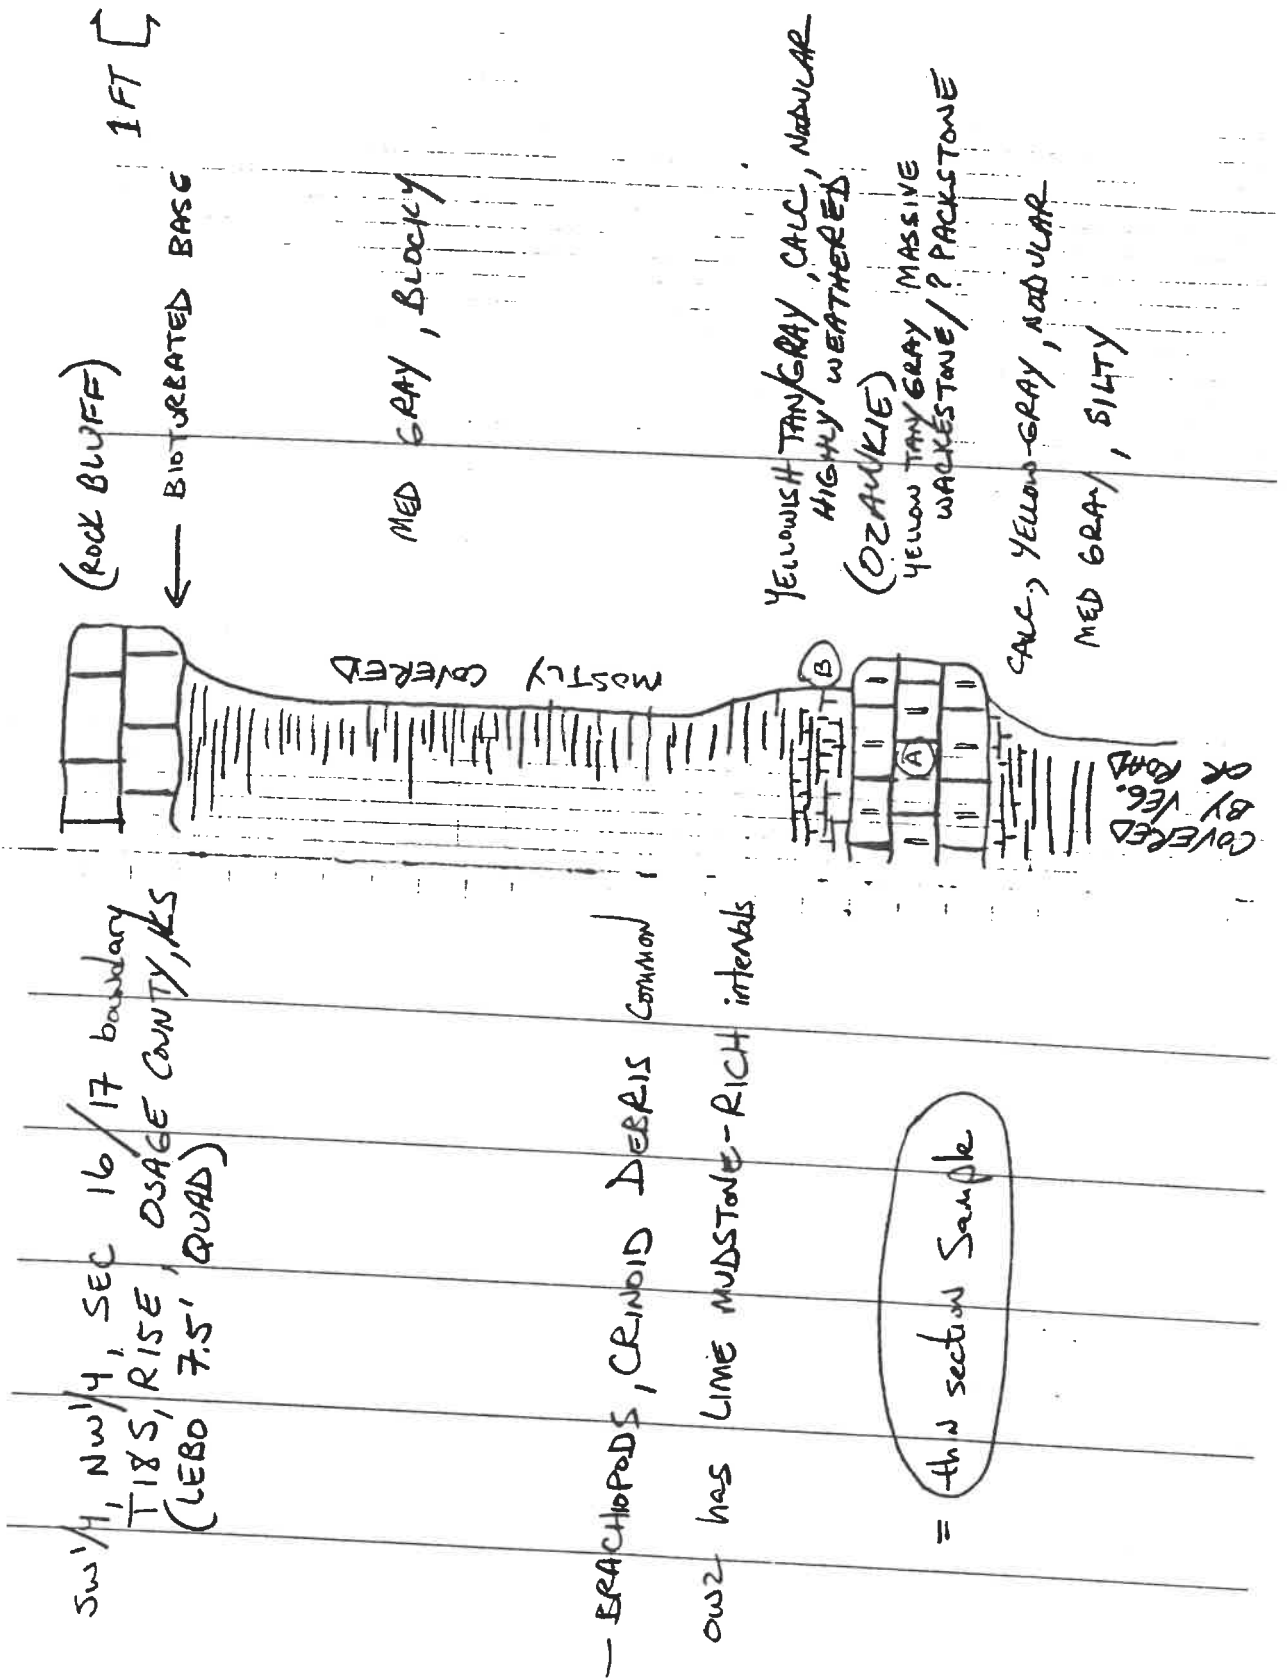 SW1/4, NW1/4, SEC 16/17 boundary
T18S, R15E, OSAGE COUNTY, KS
(LEBO 7.5' QUAD)
— BRACHIOPODS, CRINOID DEBRIS COMMON
OWZ has LIME MUDSTONE-RICH intervals
= thin section Sample
(ROCK BLUFF)
1 FT
← BIOTURBATED BASE
MED GRAY, BLOCKY
MOSTLY COVERED
YELLOWISH TAN/GRAY, CALC, NODULAR
HIGHLY WEATHERED
B
(OZAWKIE)
YELLOW TAN/GRAY MASSIVE
WACKESTONE/? PACKSTONE
A
CALC., YELLOW-GRAY, NODULAR
MED GRAY, SILTY
COVERED
BY VEG.
OR ROAD